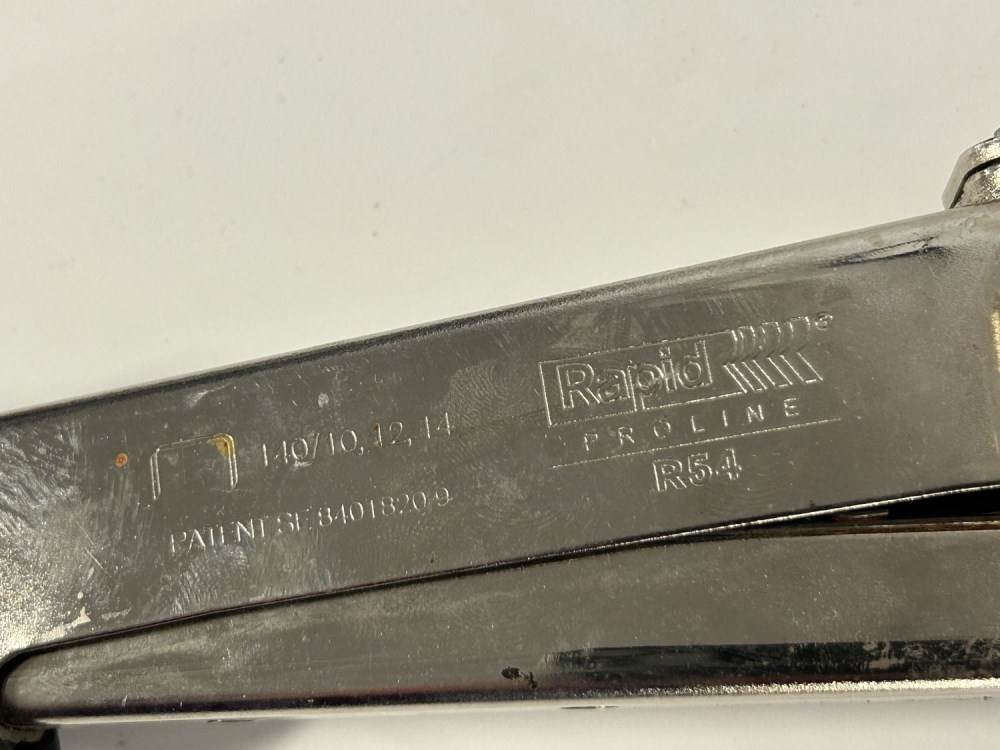 Rapid®
PROLINE
R54
140/10, 12, 14
PATENT SE 8401820 9